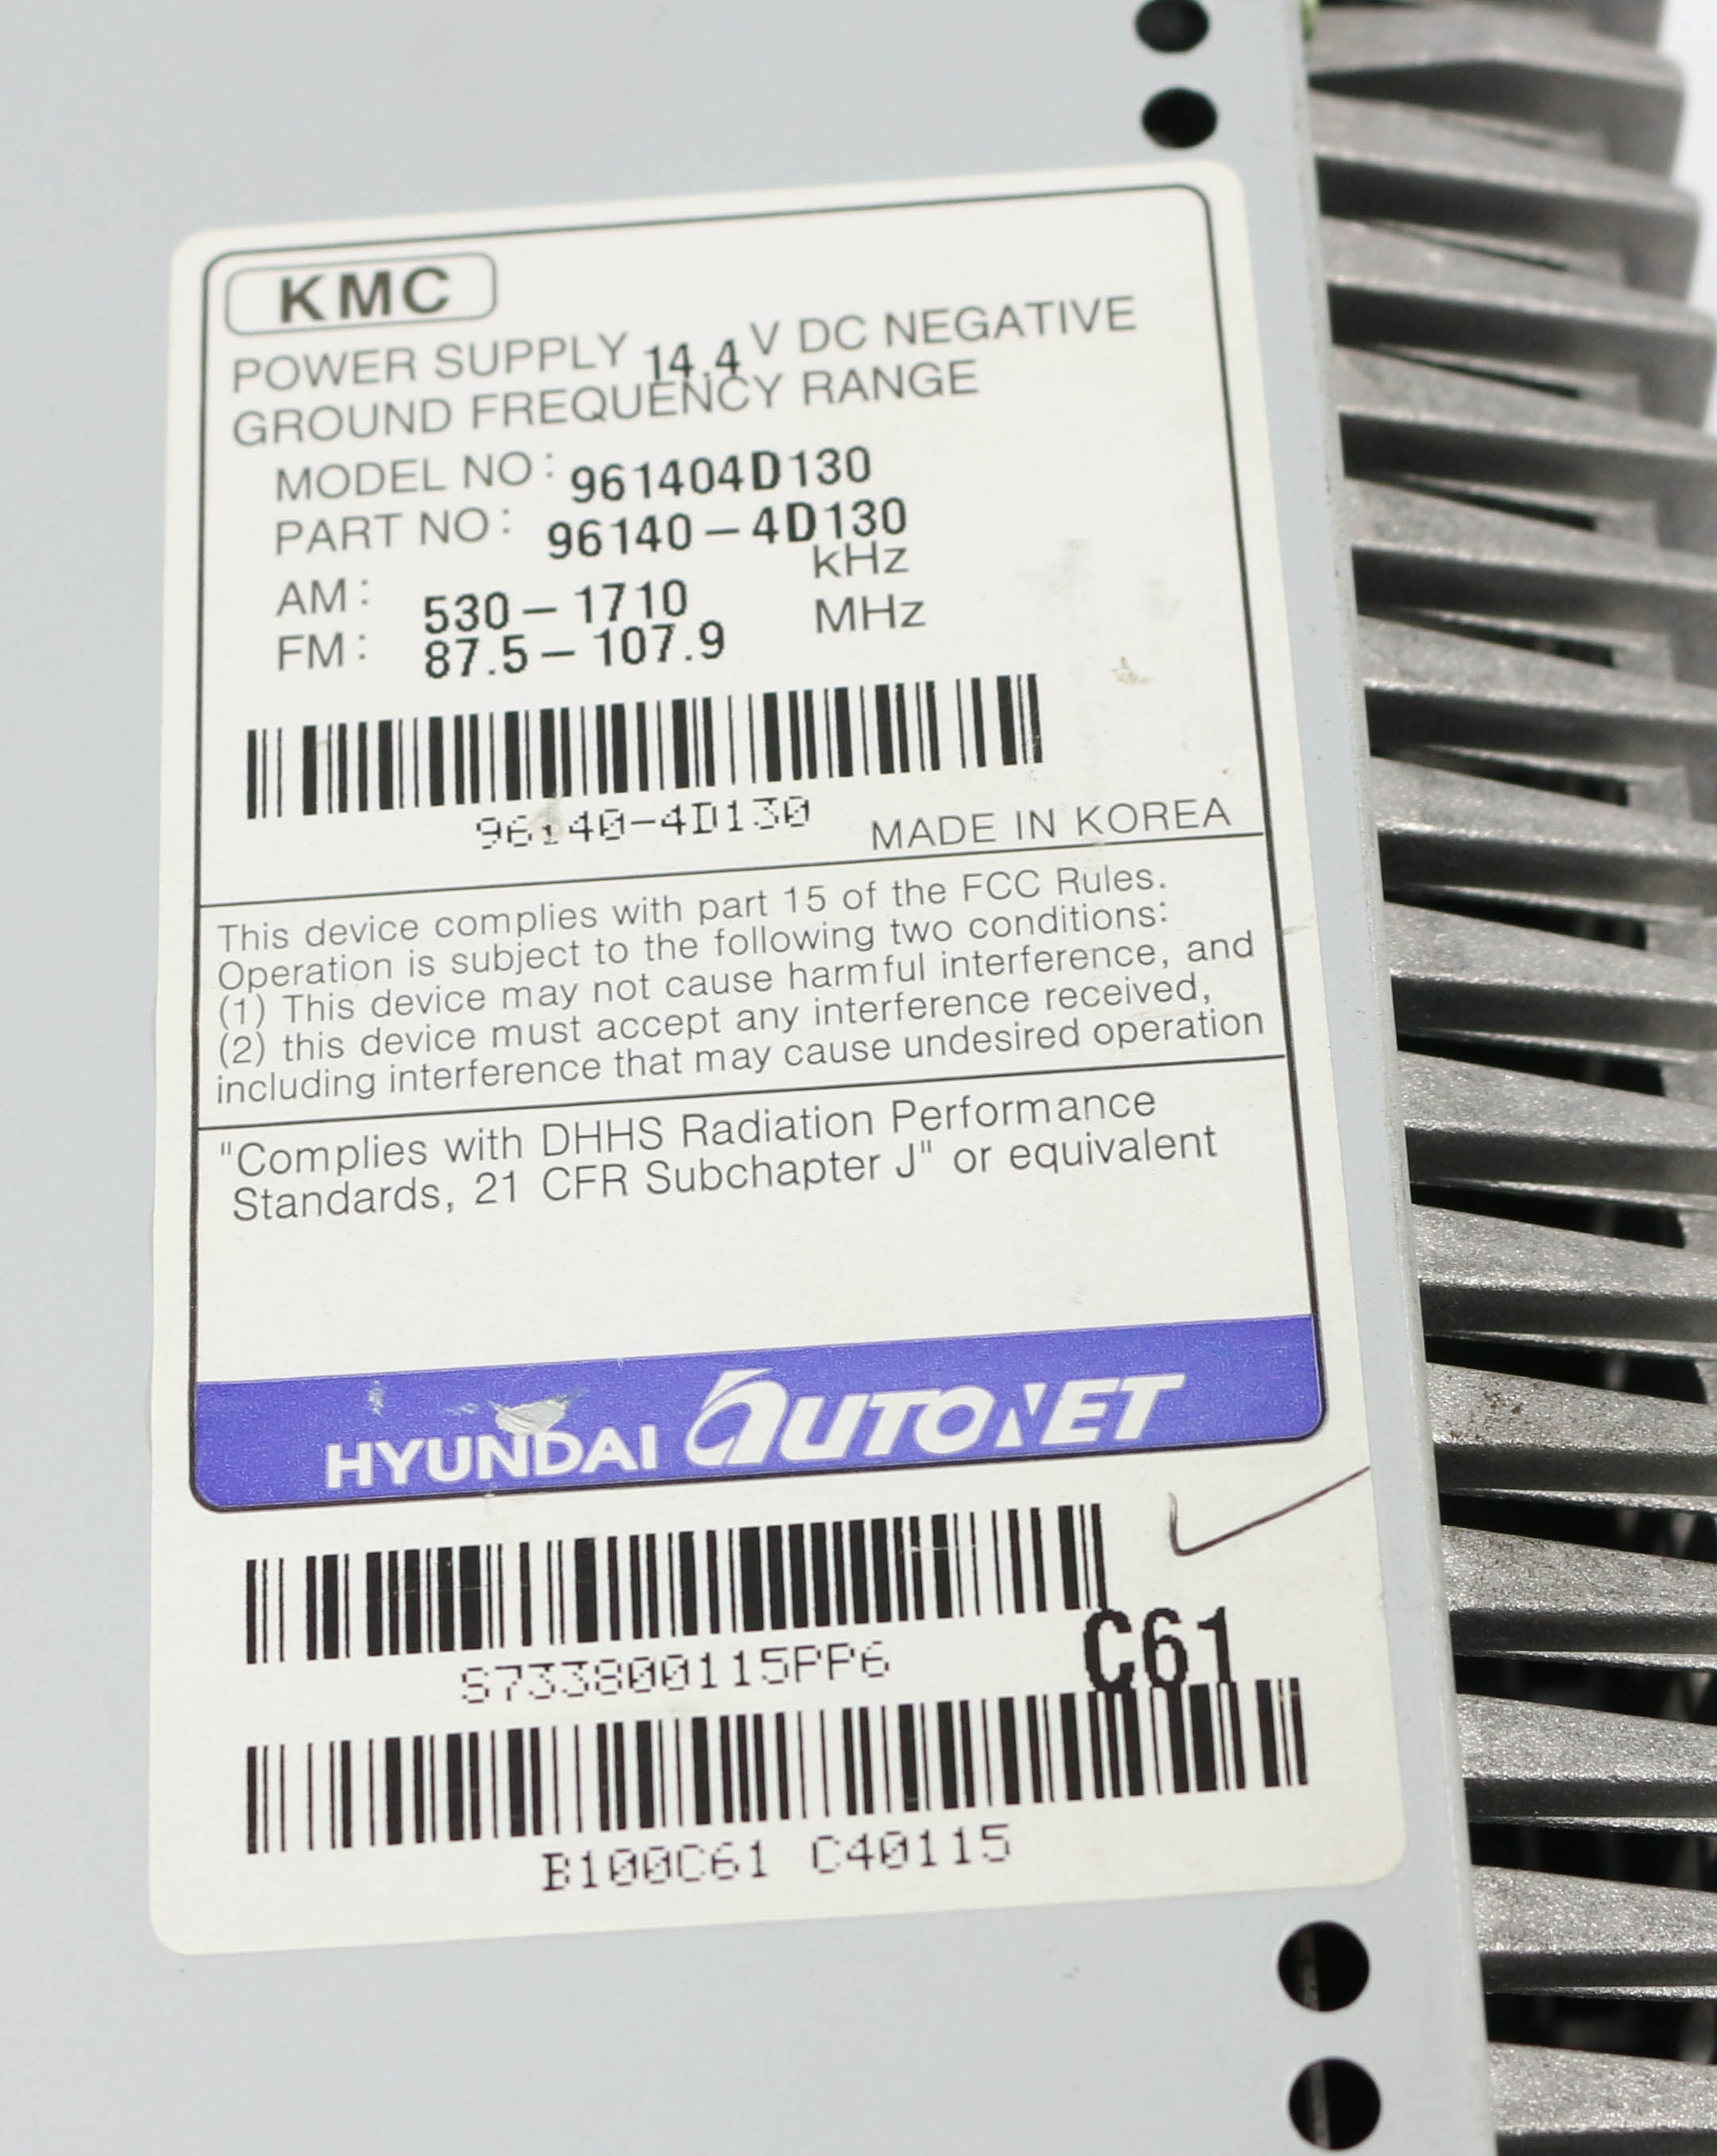 KMC
POWER SUPPLY 14.4 V DC NEGATIVE
GROUND FREQUENCY RANGE
MODEL NO: 961404D130
PART NO: 96140-4D130
AM: 530-1710 kHz
FM: 87.5-107.9 MHz
96140-4D130
MADE IN KOREA
This device complies with part 15 of the FCC Rules.
Operation is subject to the following two conditions:
(1) This device may not cause harmful interference, and
(2) this device must accept any interference received,
including interference that may cause undesired operation
"Complies with DHHS Radiation Performance
Standards, 21 CFR Subchapter J" or equivalent
HYUNDAI AUTONET
S733800115PP6
C61
B100C61 C40115